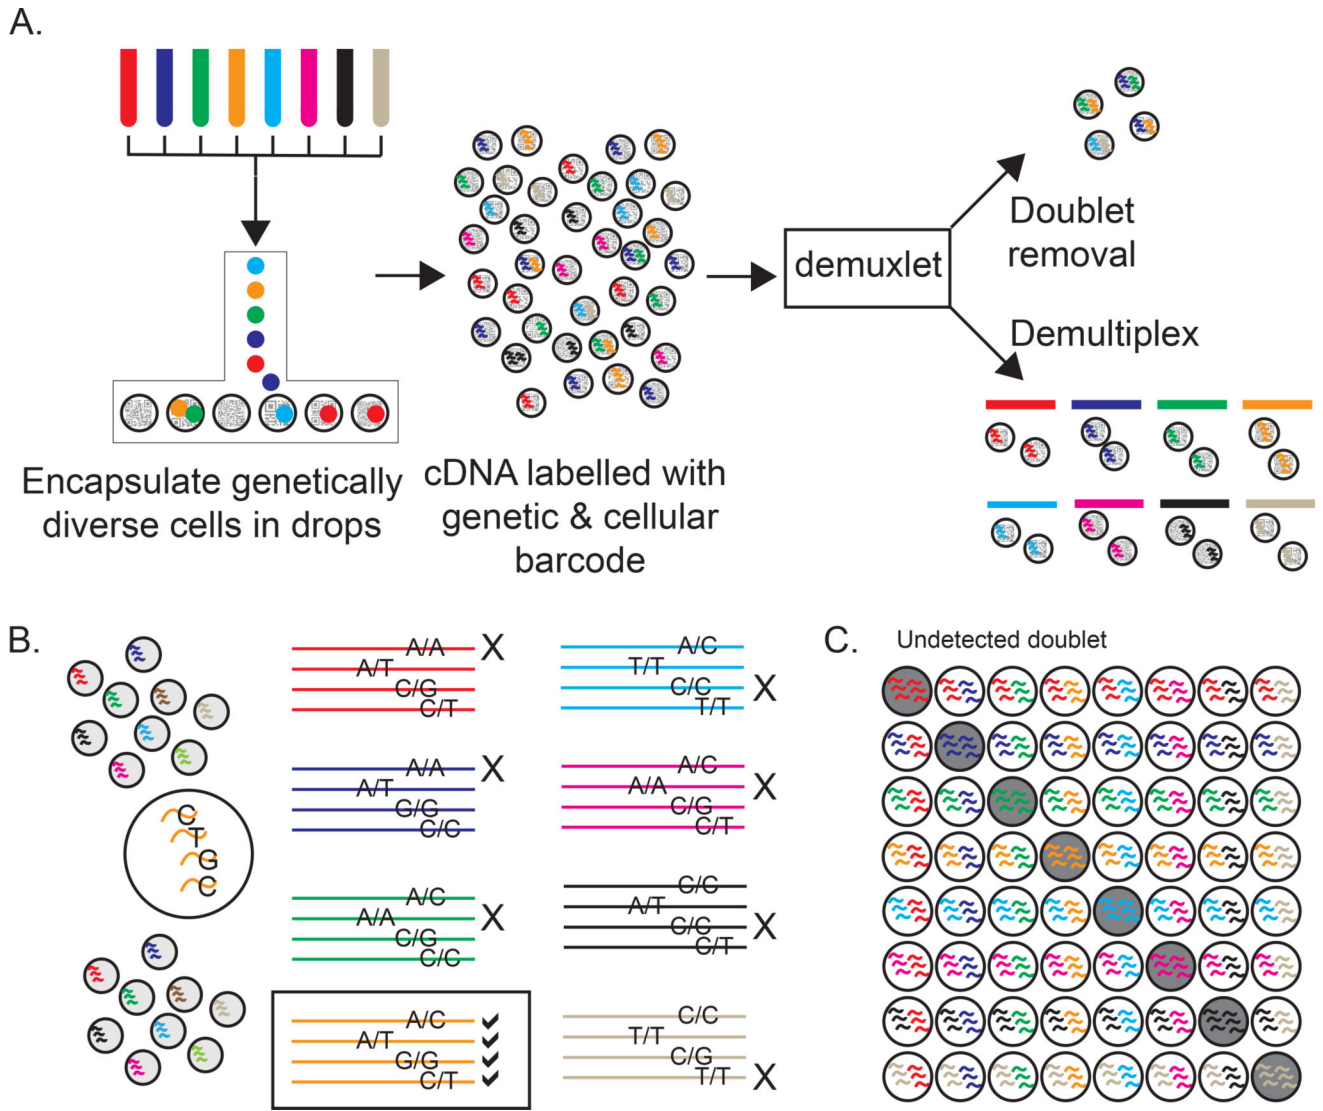 A.
Encapsulate genetically
diverse cells in drops
cDNA labelled with
genetic & cellular
barcode
demuxlet
Doublet
removal
Demultiplex
B.
C
T
G
C
A/A X
A/T
C/G
C/T
A/A X
A/T
G/G
C/C
A/C
A/A X
C/G
C/C
A/C
A/T
G/G
C/T
A/C
T/T
C/C X
T/T
A/C
A/A X
C/G
C/T
C/C
A/T
C/C X
C/T
C/C
T/T
C/G
T/T X
C.
Undetected doublet